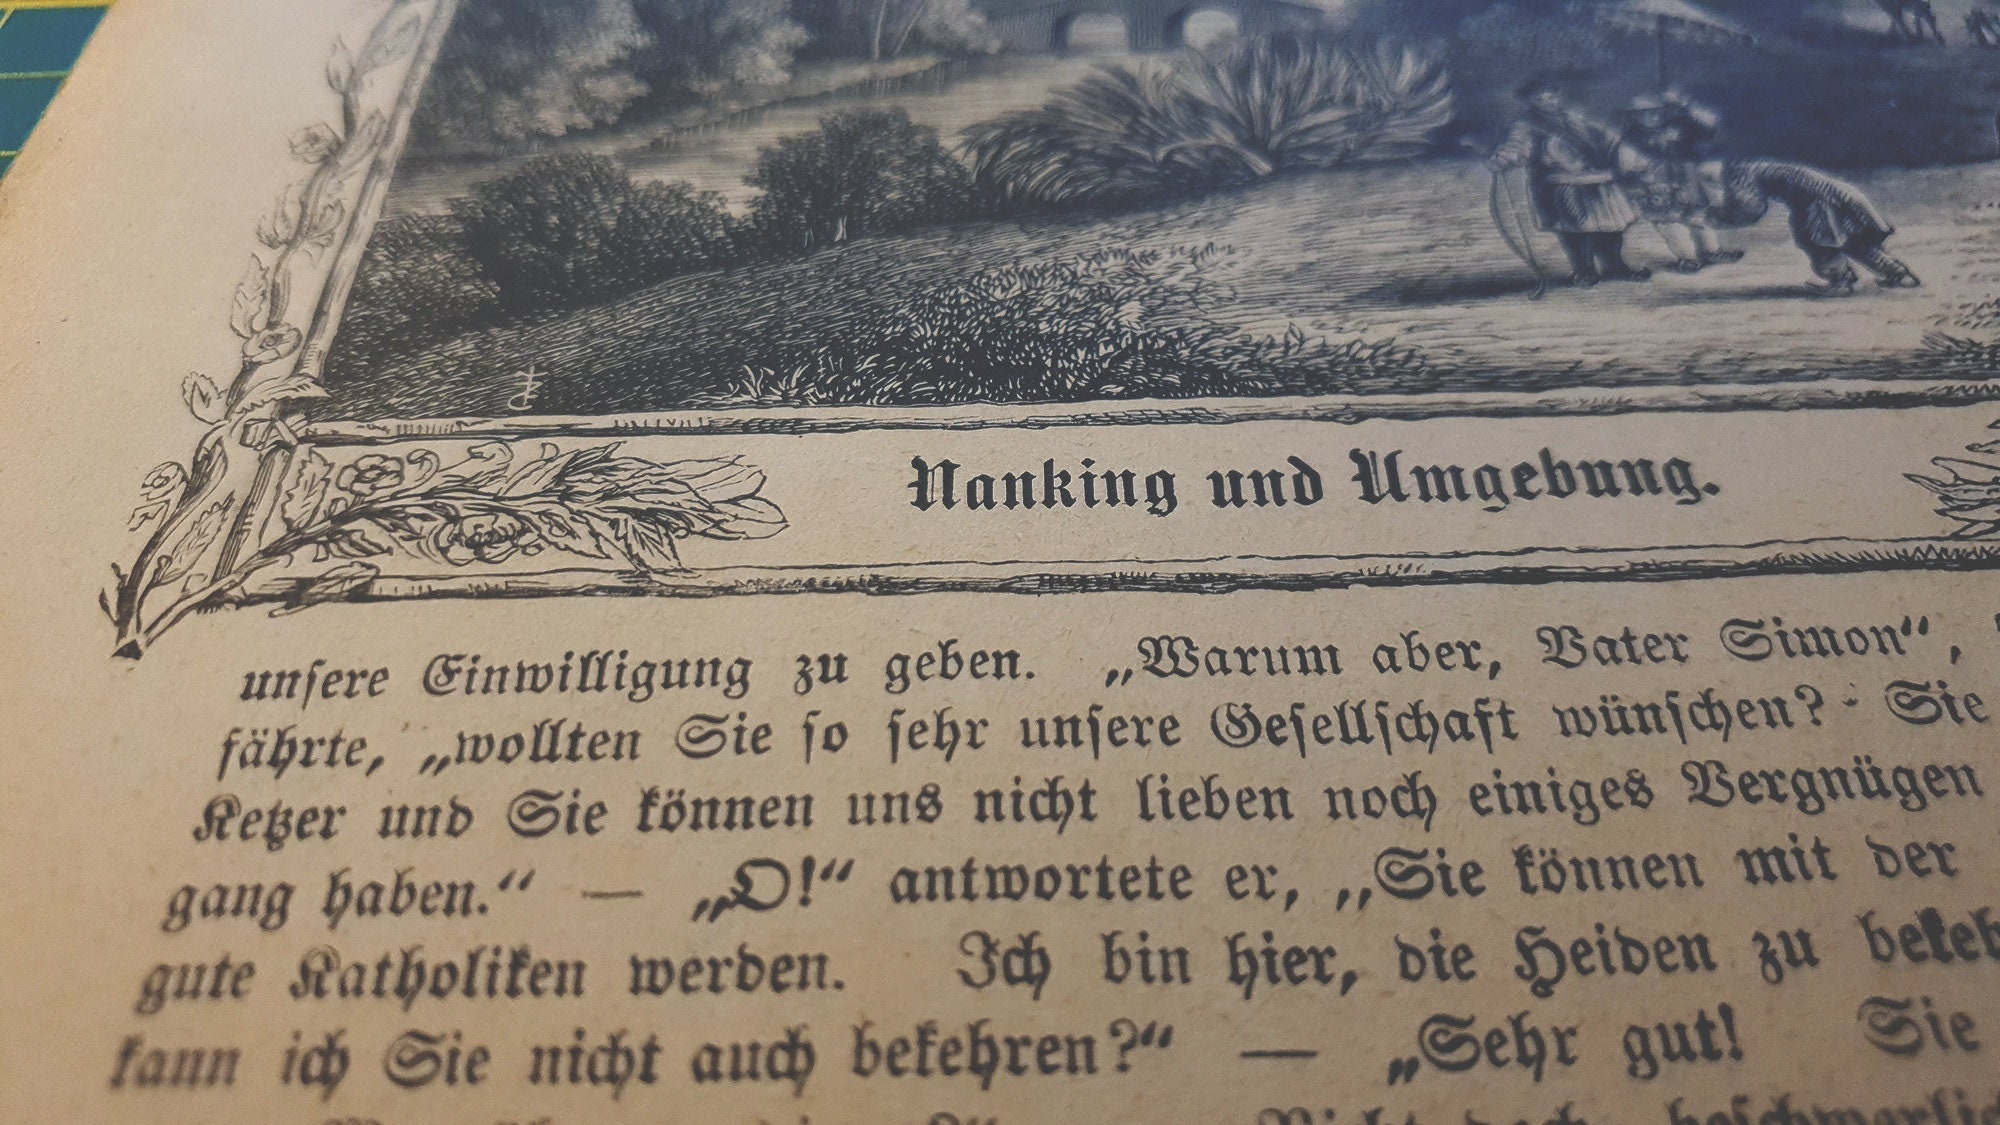 Nanking und Umgebung.
unſere Einwilligung zu geben. „Warum aber, Vater Simon“,
fährte, „wollten Sie ſo ſehr unſere Geſellſchaft wünſchen? Sie
Ketzer und Sie können uns nicht lieben noch einiges Vergnügen
gang haben.“ — „O!“ antwortete er, „Sie können mit der
gute Katholiken werden. Ich bin hier, die Heiden zu bekeh
kann ich Sie nicht auch bekehren?“ — „Sehr gut! Sie